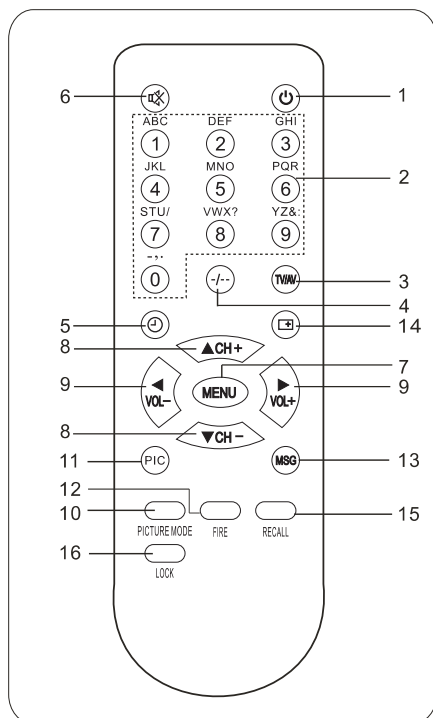 6 1
ABC DEF GHI
1 2 3
JKL MNO PQR
4 5 6 2
STU/ VWX? YZ&:
7 8 9
-,.
0 -/-- TV/AV 3
4
5 14
8 ▲CH+ 7
9 ◀ VOL- MENU ▶ VOL+ 9
8 ▼CH-
11 PIC MSG 13
12
10 15
PICTURE MODE FIRE RECALL
16
LOCK